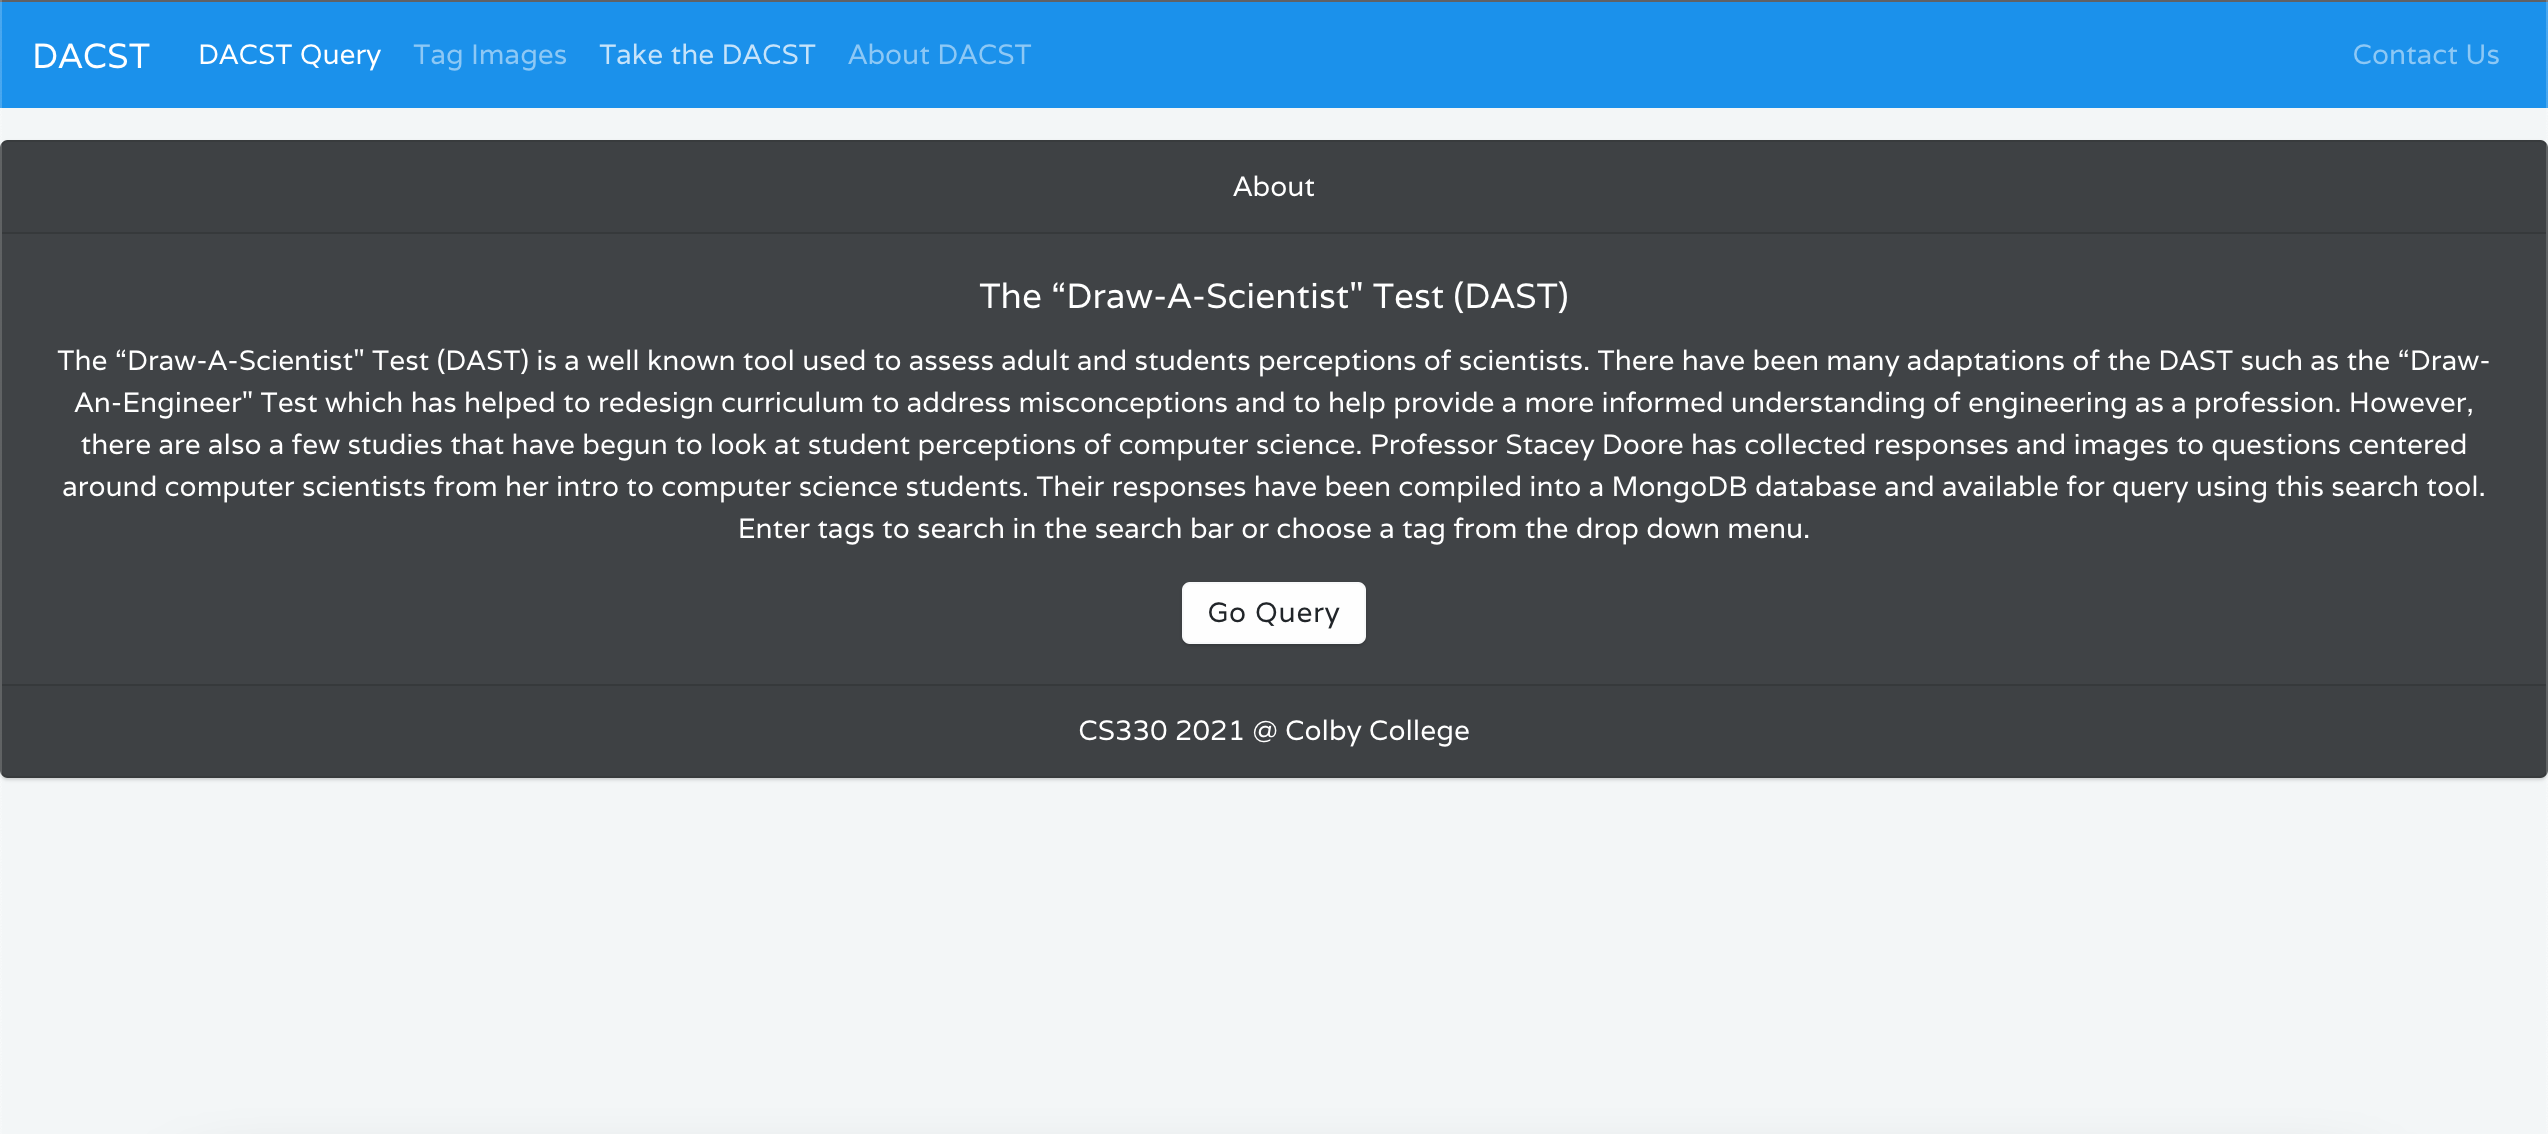 DACST DACST Query Tag Images Take the DACST About DACST Contact Us
About
The “Draw-A-Scientist" Test (DAST)
The “Draw-A-Scientist" Test (DAST) is a well known tool used to assess adult and students perceptions of scientists. There have been many adaptations of the DAST such as the “Draw-
An-Engineer" Test which has helped to redesign curriculum to address misconceptions and to help provide a more informed understanding of engineering as a profession. However,
there are also a few studies that have begun to look at student perceptions of computer science. Professor Stacey Doore has collected responses and images to questions centered
around computer scientists from her intro to computer science students. Their responses have been compiled into a MongoDB database and available for query using this search tool.
Enter tags to search in the search bar or choose a tag from the drop down menu.
Go Query
CS330 2021 @ Colby College